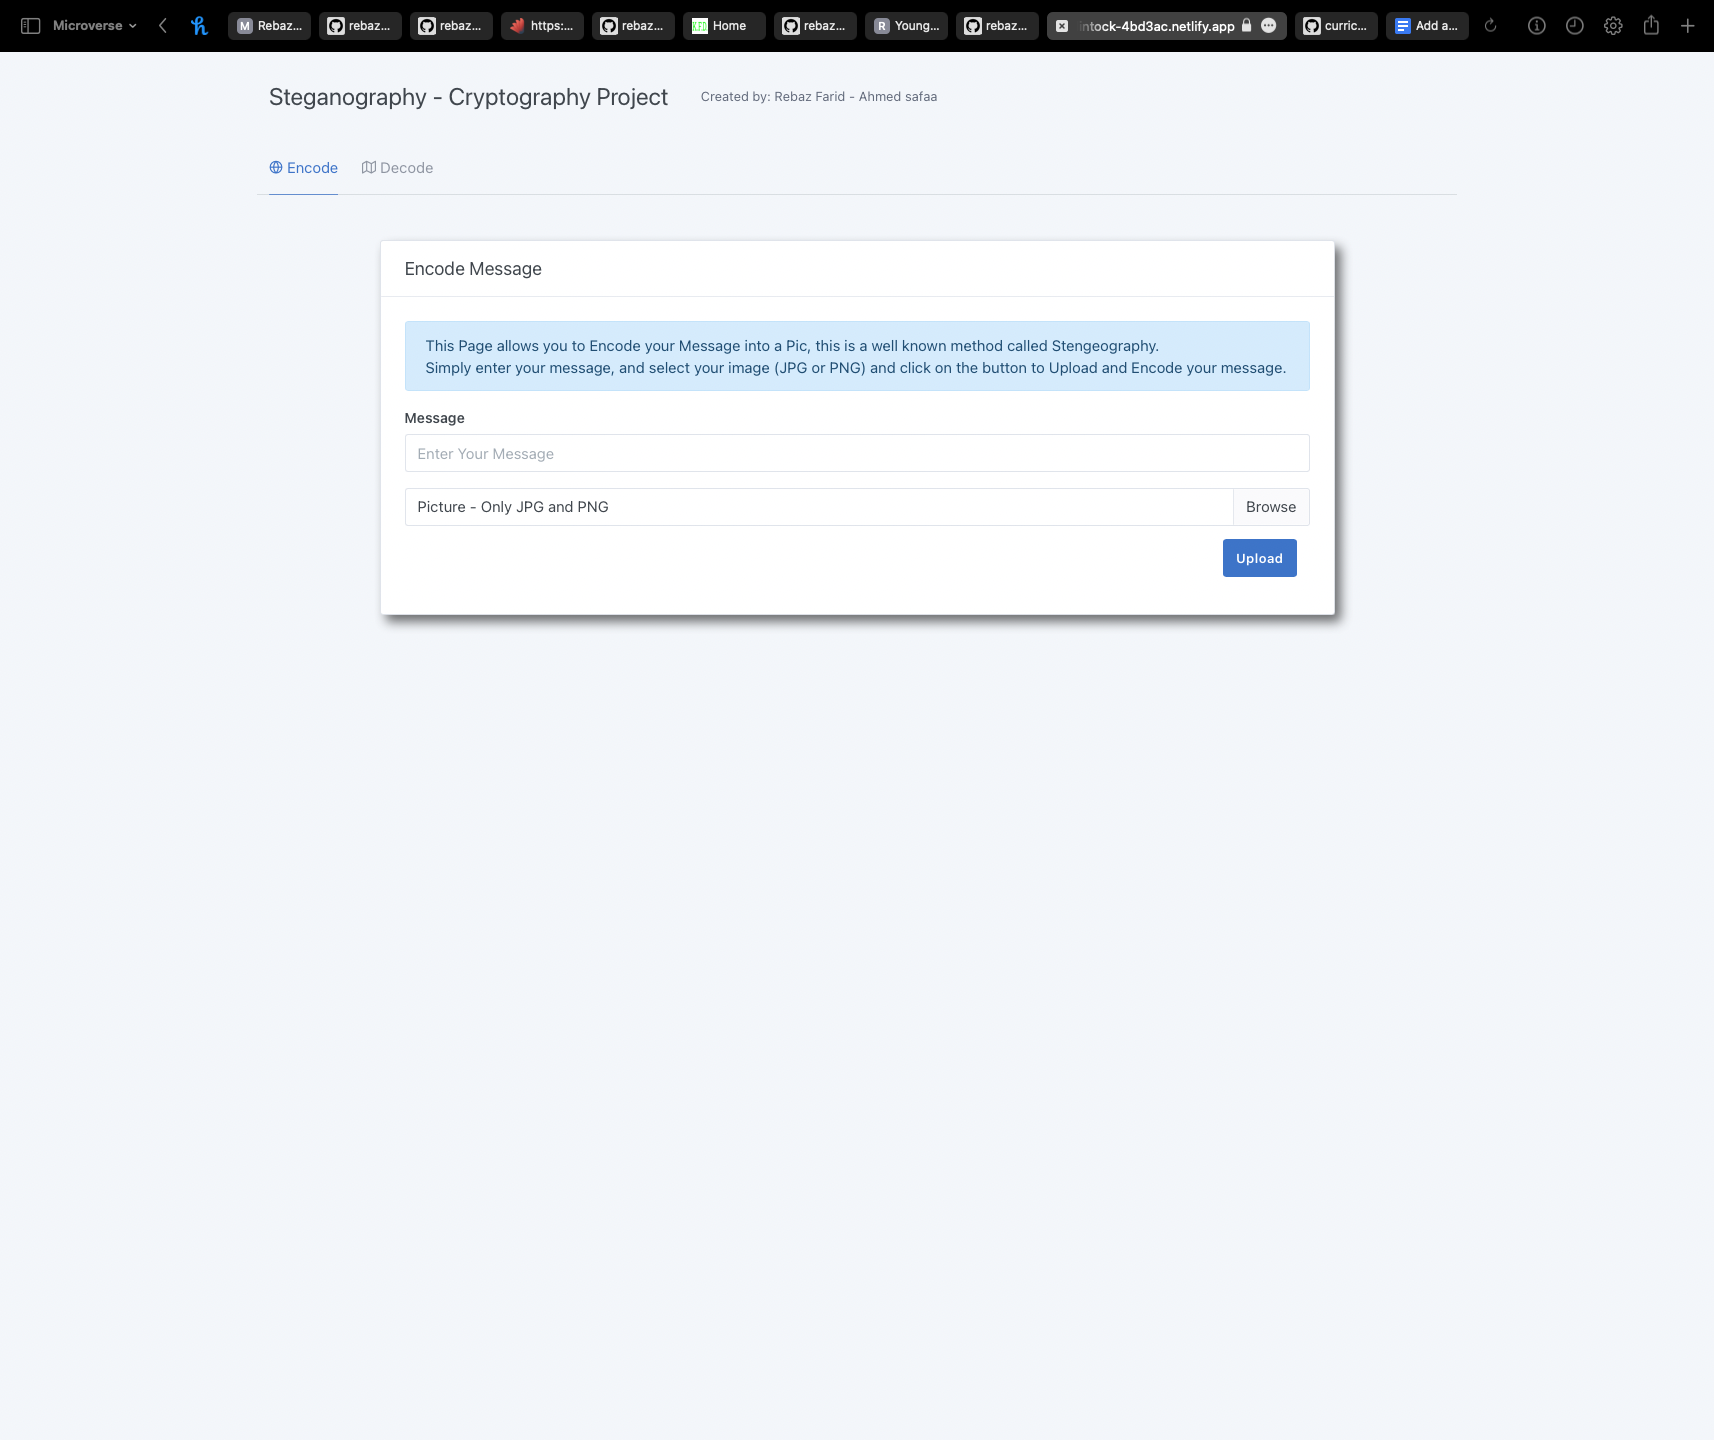 Microverse
M Rebaz...
rebaz...
rebaz...
https:...
rebaz...
Home
rebaz...
R Young...
rebaz...
intock-4bd3ac.netlify.app
curric...
Add a...
Steganography - Cryptography Project
Created by: Rebaz Farid - Ahmed safaa
Encode
Decode
Encode Message
This Page allows you to Encode your Message into a Pic, this is a well known method called Stengeography.
Simply enter your message, and select your image (JPG or PNG) and click on the button to Upload and Encode your message.
Message
Enter Your Message
Picture - Only JPG and PNG
Browse
Upload